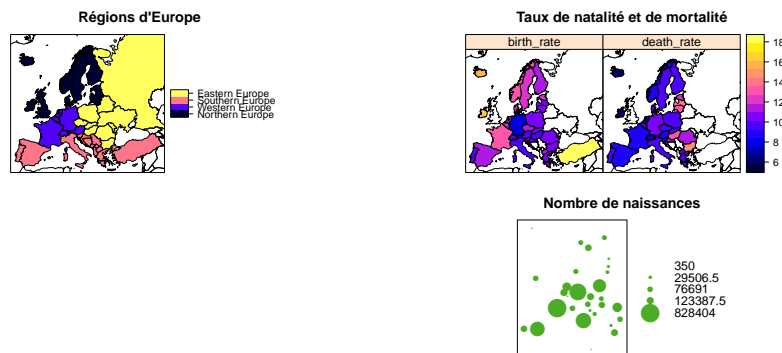 Régions d'Europe
Eastern Europe
Southern Europe
Western Europe
Northern Europe
Taux de natalité et de mortalité
birth_rate
death_rate
18
16
14
12
10
8
6
Nombre de naissances
350
29506.5
76691
123387.5
828404